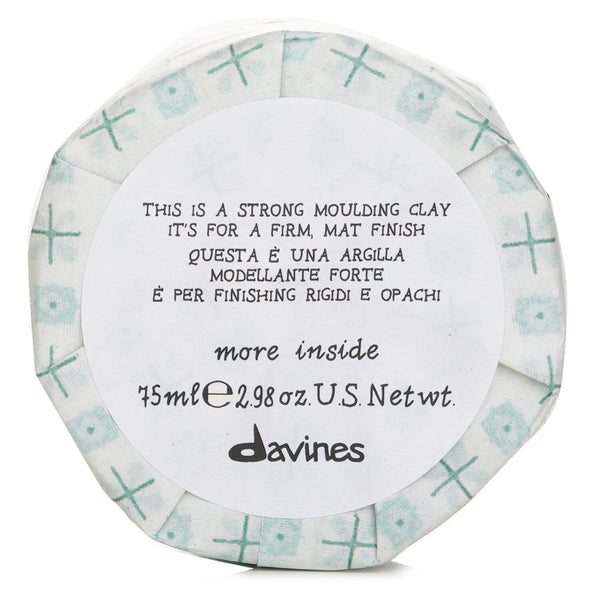 THIS IS A STRONG MOULDING CLAY
IT'S FOR A FIRM, MAT FINISH
QUESTA È UNA ARGILLA
MODELLANTE FORTE
È PER FINISHING RIGIDI E OPACHI
more inside
75ml℮2.98 oz. U.S. Net wt.
davines